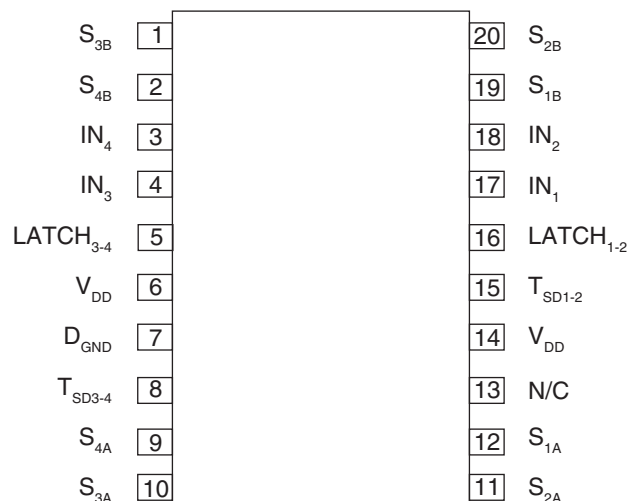 S3B 1 20 S2B
S4B 2 19 S1B
IN4 3 18 IN2
IN3 4 17 IN1
LATCH3-4 5 16 LATCH1-2
VDD 6 15 TSD1-2
DGND 7 14 VDD
TSD3-4 8 13 N/C
S4A 9 12 S1A
S3A 10 11 S2A